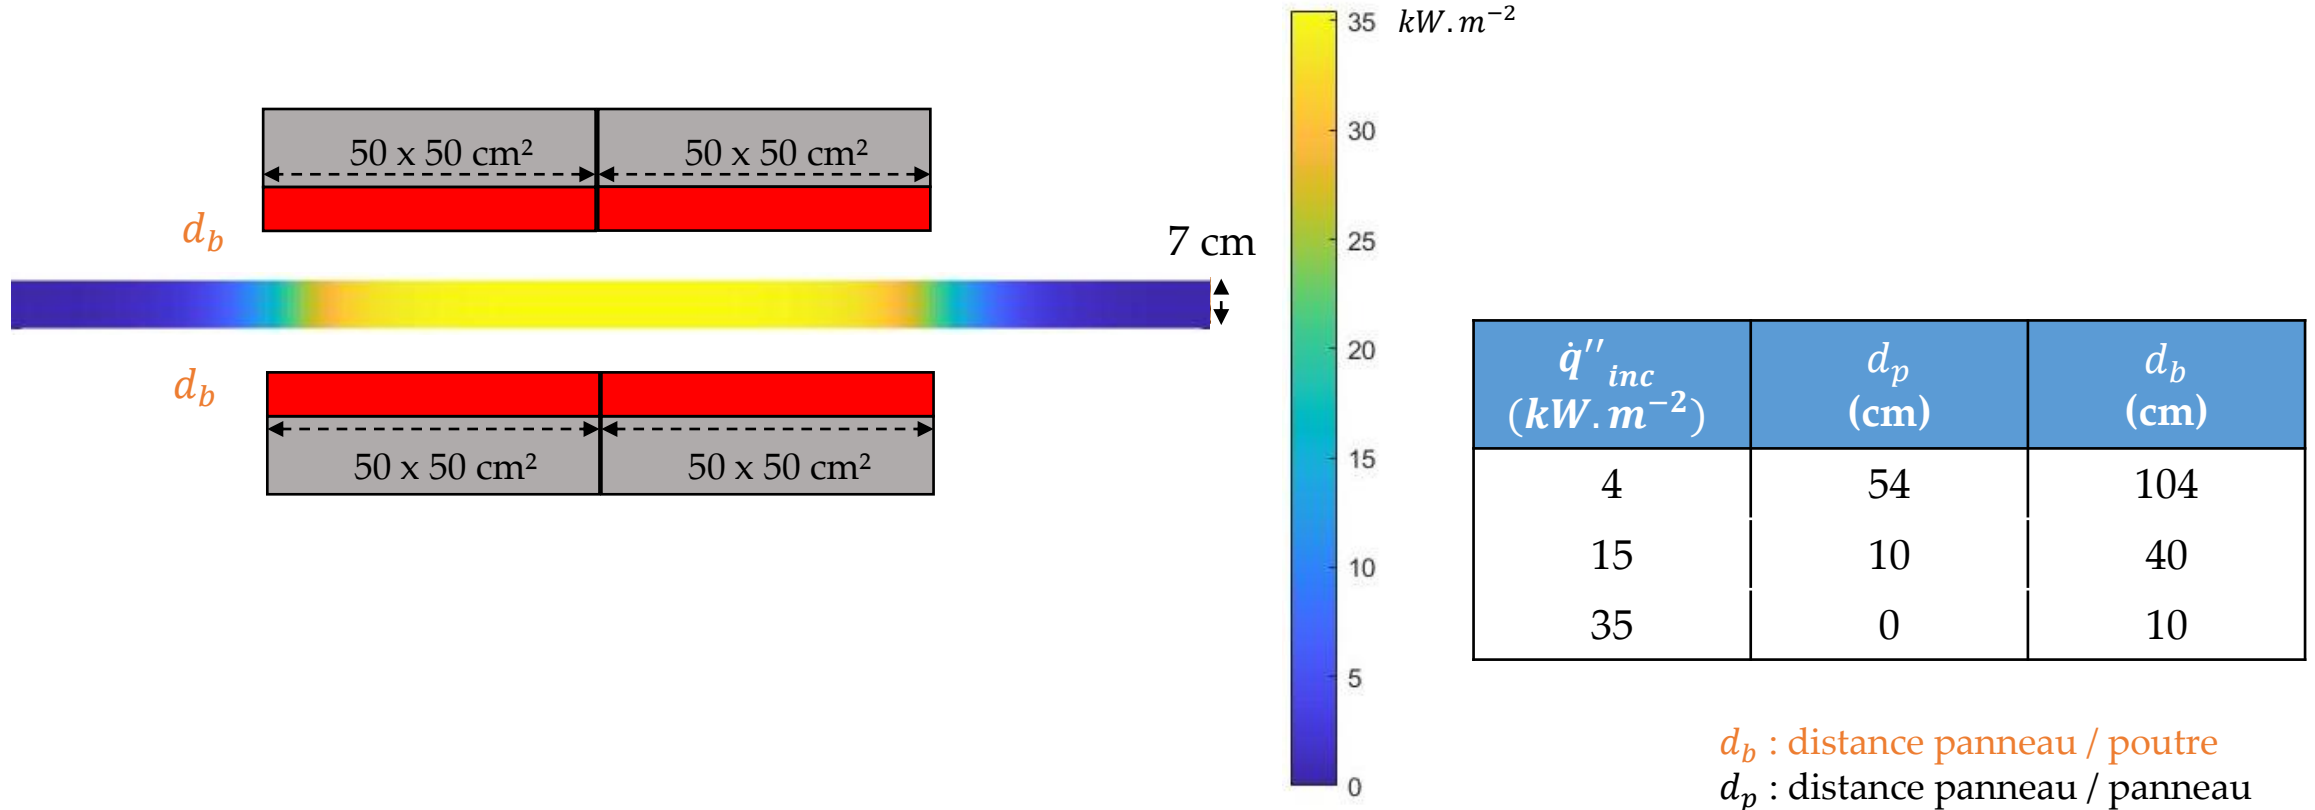 35 kW.m⁻²
30
25
20
15
10
5
0
50 x 50 cm² 50 x 50 cm²
d_b
7 cm
d_b
50 x 50 cm² 50 x 50 cm²
q̇''_inc (kW.m⁻²) d_p (cm) d_b (cm)
4 54 104
15 10 40
35 0 10
d_b : distance panneau / poutre
d_p : distance panneau / panneau